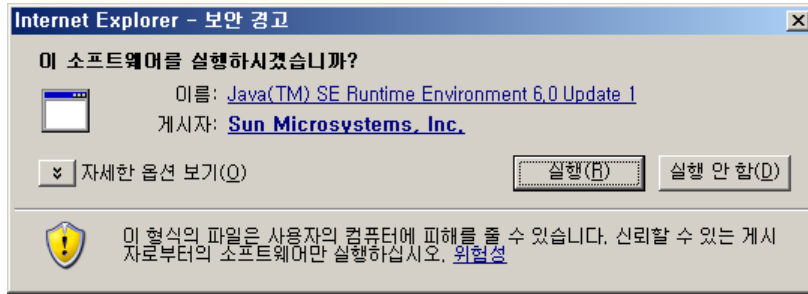 Internet Explorer - 보안 경고
이 소프트웨어를 실행하시겠습니까?
이름: Java(TM) SE Runtime Environment 6.0 Update 1
게시자: Sun Microsystems, Inc.
자세한 옵션 보기(O) 실행(R) 실행 안 함(D)
이 형식의 파일은 사용자의 컴퓨터에 피해를 줄 수 있습니다. 신뢰할 수 있는 게시
자로부터의 소프트웨어만 실행하십시오. 위험성